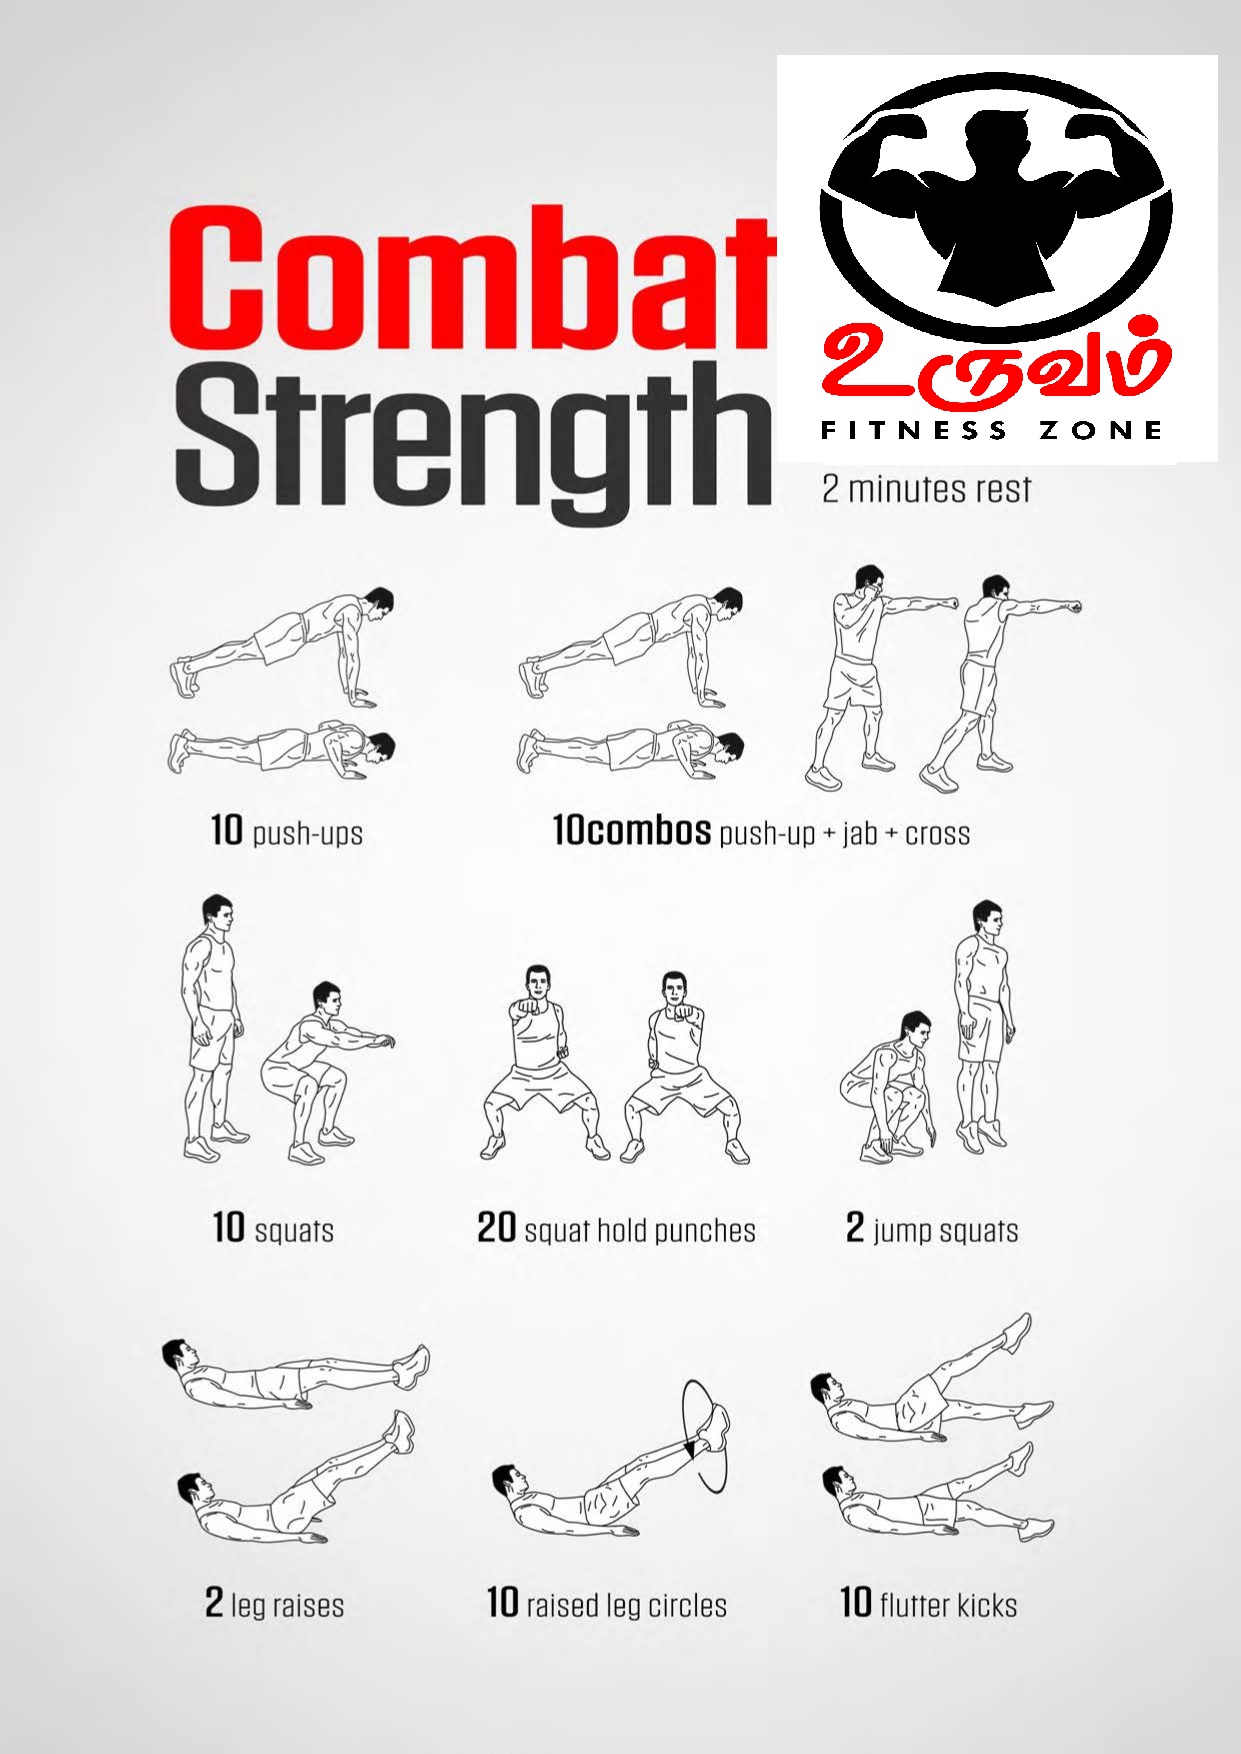 Combat
Strength
உருவம்
FITNESS ZONE
2 minutes rest
10 push-ups
10combos push-up + jab + cross
10 squats
20 squat hold punches
2 jump squats
2 leg raises
10 raised leg circles
10 flutter kicks